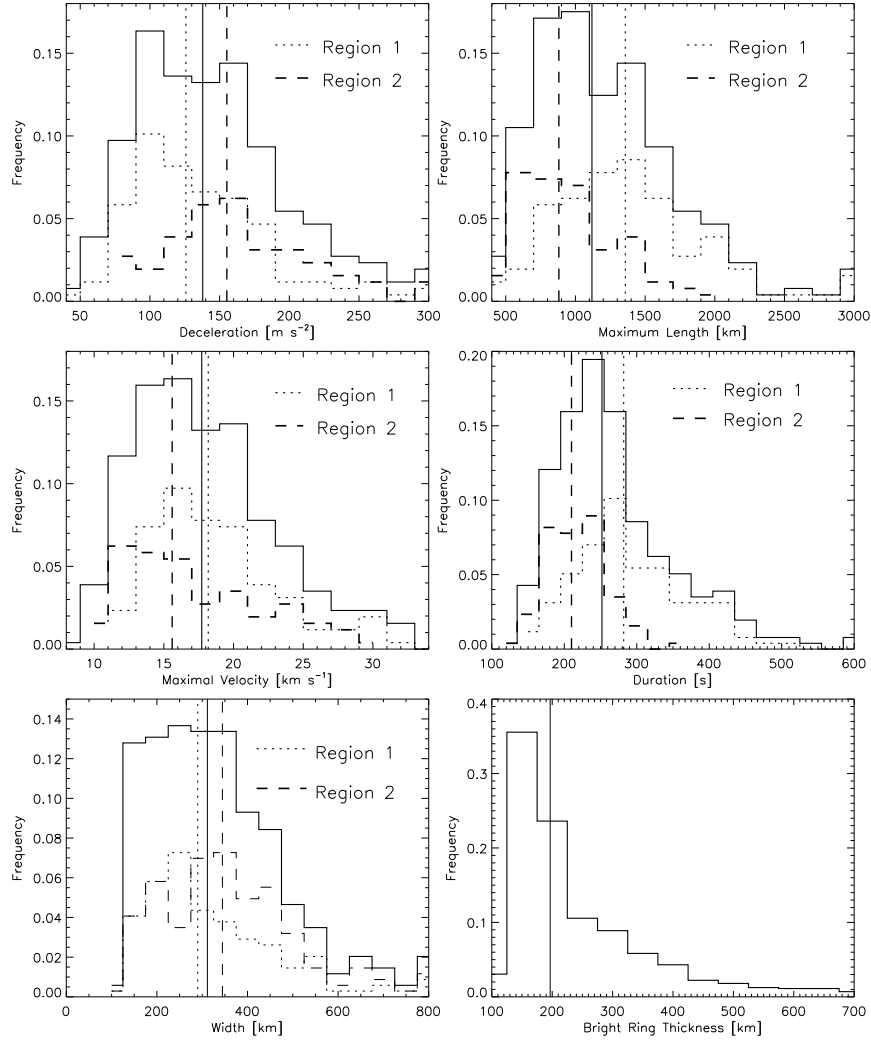 0.15
0.10
0.05
0.00
Frequency
50 100 150 200 250 300
Deceleration [m s⁻²]
Region 1
Region 2
0.15
0.10
0.05
0.00
Frequency
500 1000 1500 2000 2500 3000
Maximum Length [km]
Region 1
Region 2
0.15
0.10
0.05
0.00
Frequency
10 15 20 25 30
Maximal Velocity [km s⁻¹]
Region 1
Region 2
0.20
0.15
0.10
0.05
0.00
Frequency
100 200 300 400 500 600
Duration [s]
Region 1
Region 2
0.14
0.12
0.10
0.08
0.06
0.04
0.02
0.00
Frequency
0 200 400 600 800
Width [km]
Region 1
Region 2
0.4
0.3
0.2
0.1
0.0
Frequency
100 200 300 400 500 600 700
Bright Ring Thickness [km]